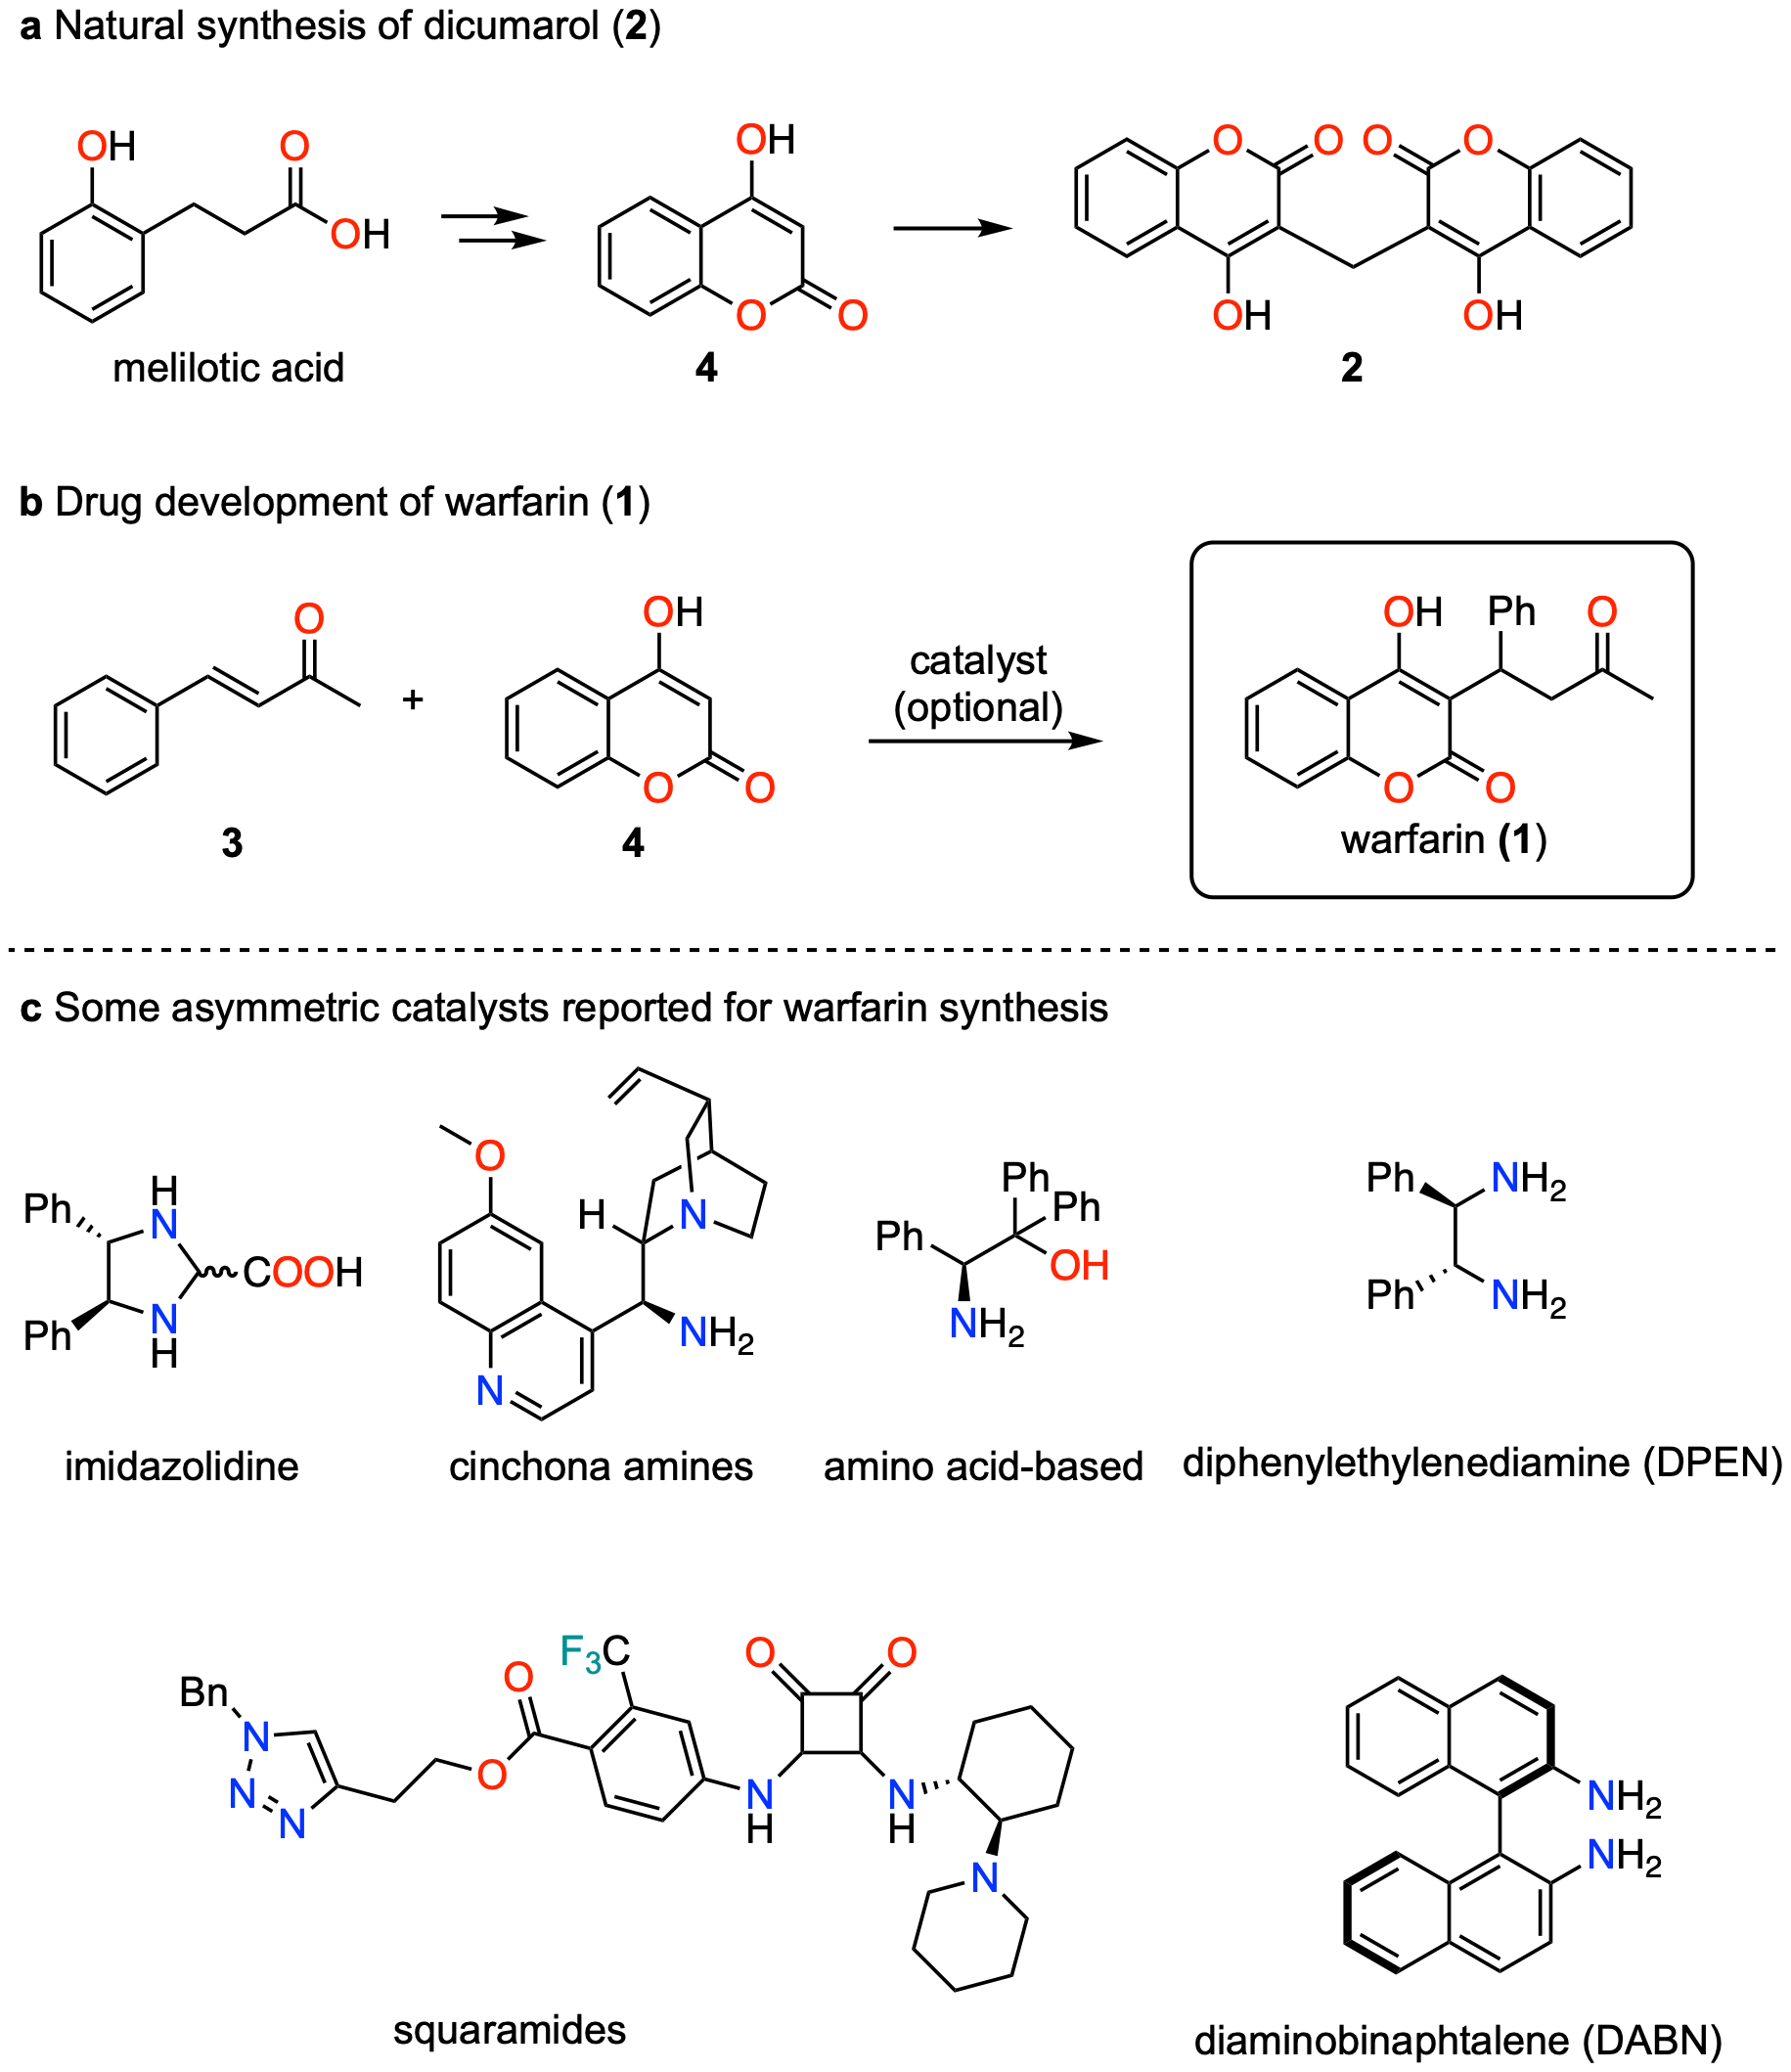 a Natural synthesis of dicumarol (2)
OH
O
OH
melilotic acid
OH
O
O
4
O
O
O
O
OH
OH
2
b Drug development of warfarin (1)
O
3
+
OH
O
O
4
catalyst
(optional)
OH
Ph
O
O
O
warfarin (1)
c Some asymmetric catalysts reported for warfarin synthesis
Ph
H
N
COOH
Ph
N
H
imidazolidine
O
H
N
NH2
N
cinchona amines
Ph
Ph
Ph
OH
NH2
amino acid-based
Ph
NH2
Ph
NH2
diphenylethylenediamine (DPEN)
Bn
N
N
N
O
O
F3C
O
O
N
H
N
H
N
squaramides
NH2
NH2
diaminobinaphtalene (DABN)